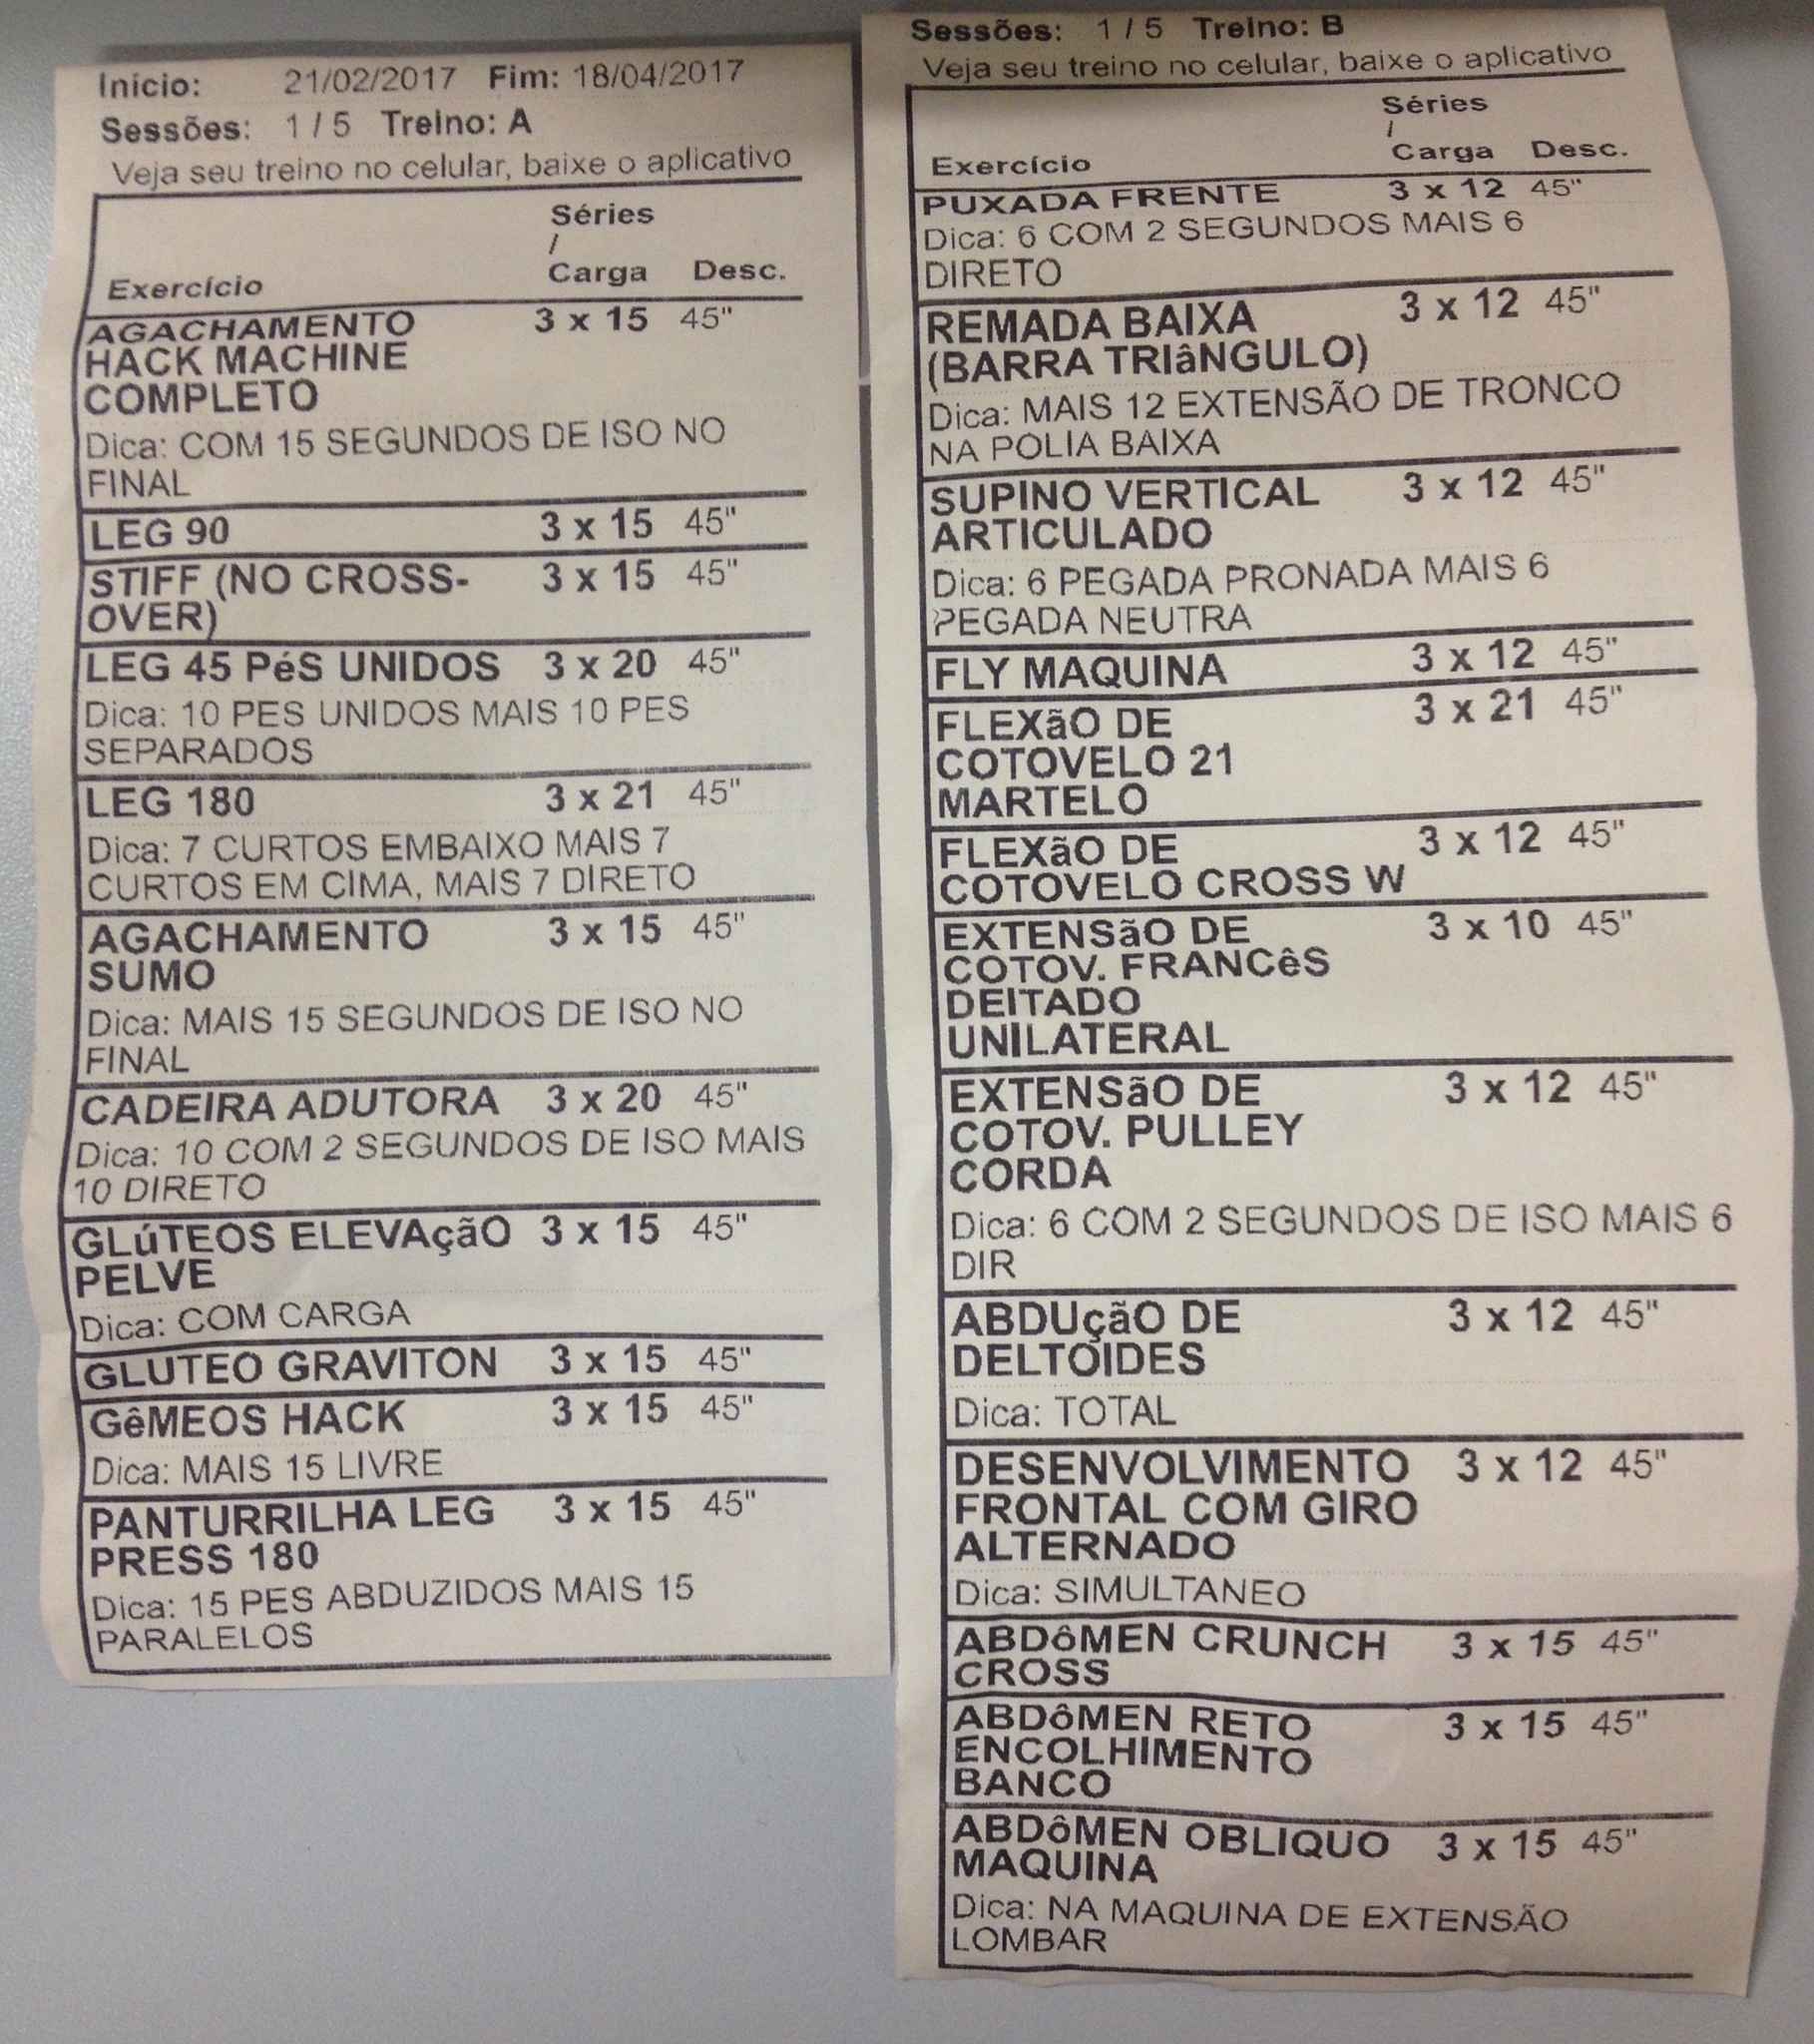 Início: 21/02/2017 Fim: 18/04/2017
Sessões: 1 / 5 Treino: A
Veja seu treino no celular, baixe o aplicativo
Séries
/
Exercício Carga Desc.
AGACHAMENTO 3 x 15 45"
HACK MACHINE
COMPLETO
Dica: COM 15 SEGUNDOS DE ISO NO
FINAL
LEG 90 3 x 15 45"
STIFF (NO CROSS- 3 x 15 45"
OVER)
LEG 45 PéS UNIDOS 3 x 20 45"
Dica: 10 PES UNIDOS MAIS 10 PES
SEPARADOS
LEG 180 3 x 21 45"
Dica: 7 CURTOS EMBAIXO MAIS 7
CURTOS EM CIMA, MAIS 7 DIRETO
AGACHAMENTO 3 x 15 45"
SUMO
Dica: MAIS 15 SEGUNDOS DE ISO NO
FINAL
CADEIRA ADUTORA 3 x 20 45"
Dica: 10 COM 2 SEGUNDOS DE ISO MAIS
10 DIRETO
GLúTEOS ELEVAçãO 3 x 15 45"
PELVE
Dica: COM CARGA
GLUTEO GRAVITON 3 x 15 45"
GêMEOS HACK 3 x 15 45"
Dica: MAIS 15 LIVRE
PANTURRILHA LEG 3 x 15 45"
PRESS 180
Dica: 15 PES ABDUZIDOS MAIS 15
PARALELOS
Sessões: 1 / 5 Treino: B
Veja seu treino no celular, baixe o aplicativo
Séries
/
Exercício Carga Desc.
PUXADA FRENTE 3 x 12 45"
Dica: 6 COM 2 SEGUNDOS MAIS 6
DIRETO
REMADA BAIXA 3 x 12 45"
(BARRA TRIâNGULO)
Dica: MAIS 12 EXTENSÃO DE TRONCO
NA POLIA BAIXA
SUPINO VERTICAL 3 x 12 45"
ARTICULADO
Dica: 6 PEGADA PRONADA MAIS 6
PEGADA NEUTRA
FLY MAQUINA 3 x 12 45"
FLEXãO DE 3 x 21 45"
COTOVELO 21
MARTELO
FLEXãO DE 3 x 12 45"
COTOVELO CROSS W
EXTENSãO DE 3 x 10 45"
COTOV. FRANCêS
DEITADO
UNILATERAL
EXTENSãO DE 3 x 12 45"
COTOV. PULLEY
CORDA
Dica: 6 COM 2 SEGUNDOS DE ISO MAIS 6
DIR
ABDUçãO DE 3 x 12 45"
DELTOIDES
Dica: TOTAL
DESENVOLVIMENTO 3 x 12 45"
FRONTAL COM GIRO
ALTERNADO
Dica: SIMULTANEO
ABDôMEN CRUNCH 3 x 15 45"
CROSS
ABDôMEN RETO 3 x 15 45"
ENCOLHIMENTO
BANCO
ABDôMEN OBLIQUO 3 x 15 45"
MAQUINA
Dica: NA MAQUINA DE EXTENSÃO
LOMBAR